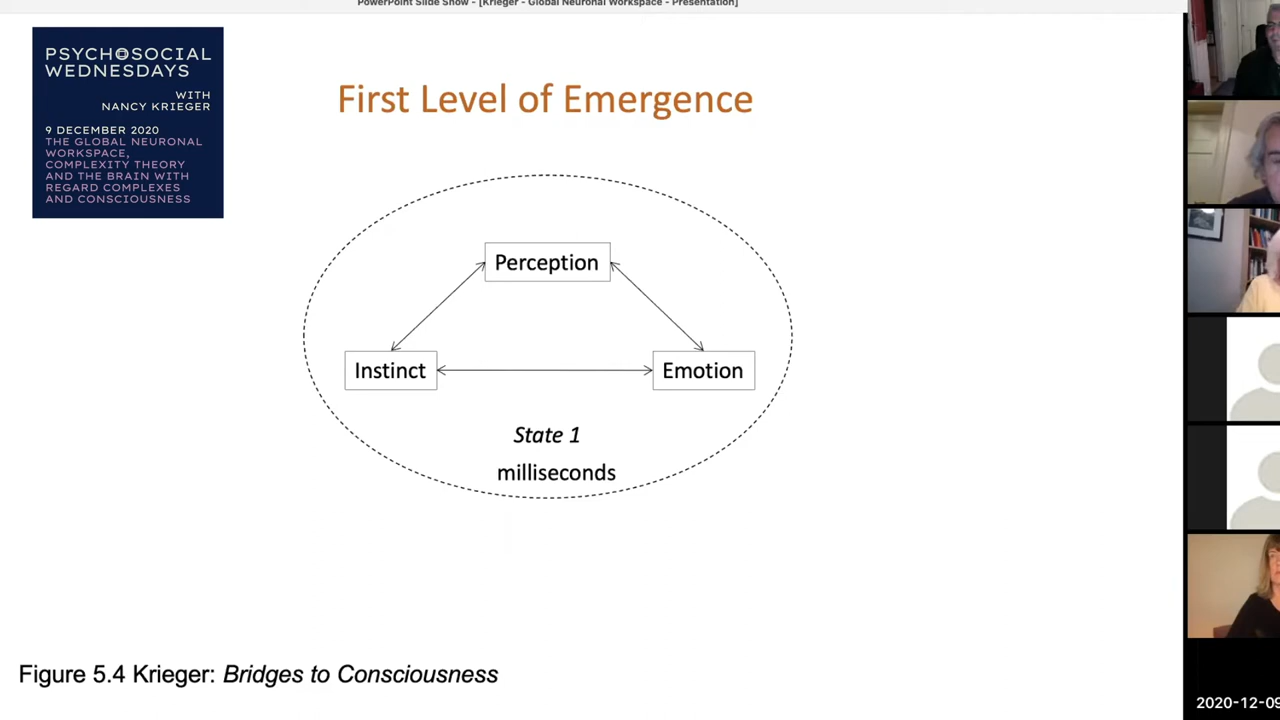 PowerPoint Slide Show - [Krieger - Global Neuronal Workspace - Presentation]
PSYCHOSOCIAL
WEDNESDAYS
WITH
NANCY KRIEGER
9 DECEMBER 2020
THE GLOBAL NEURONAL
WORKSPACE,
COMPLEXITY THEORY
AND THE BRAIN WITH
REGARD COMPLEXES
AND CONSCIOUSNESS
First Level of Emergence
Perception
Instinct
Emotion
State 1
milliseconds
Figure 5.4 Krieger: Bridges to Consciousness
2020-12-09